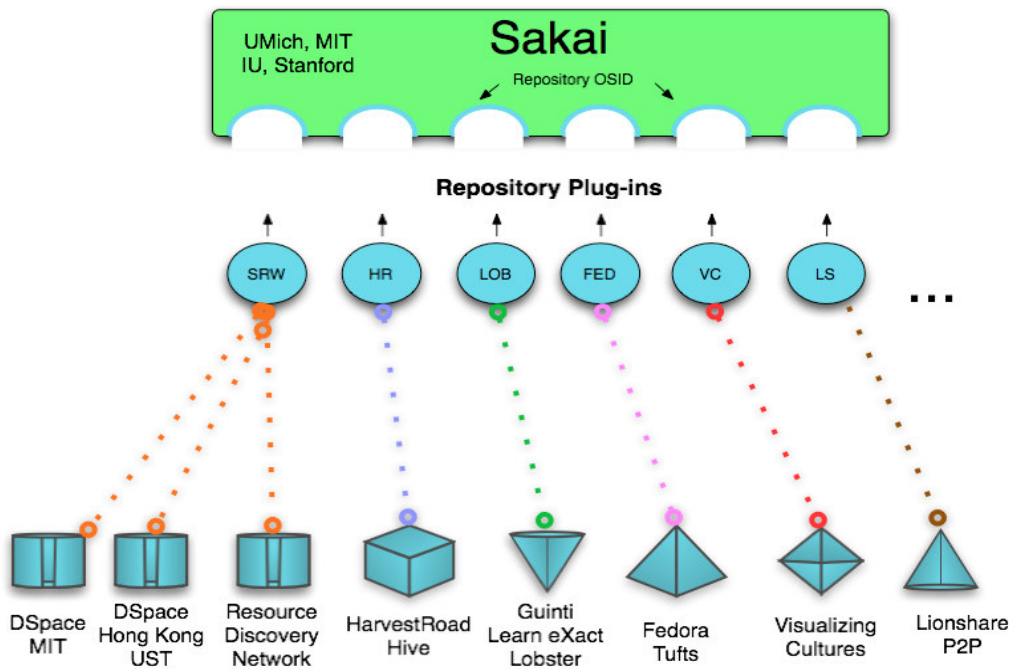 Sakai
UMich, MIT
IU, Stanford
Repository OSID
Repository Plug-ins
SRW
HR
LOB
FED
VC
LS
...
DSpace
MIT
DSpace
Hong Kong
UST
Resource
Discovery
Network
HarvestRoad
Hive
Guinti
Learn eXact
Lobster
Fedora
Tufts
Visualizing
Cultures
Lionshare
P2P